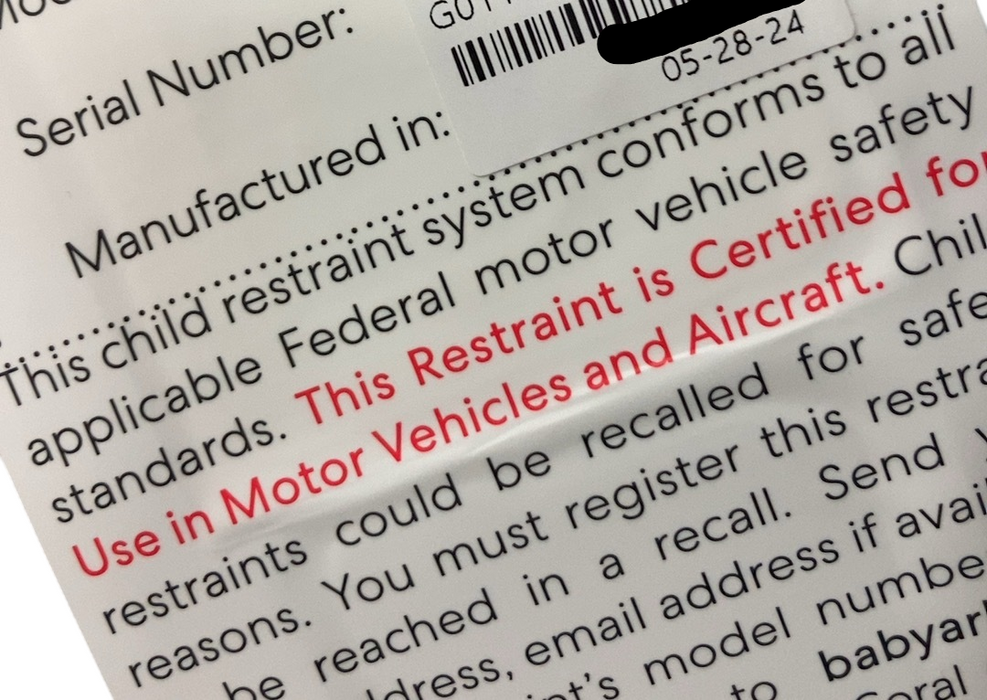 Serial Number:
05-28-24
Manufactured in:
This child restraint system conforms to all
applicable Federal motor vehicle safety
standards. This Restraint is Certified for
Use in Motor Vehicles and Aircraft. Chil
restraints could be recalled for safe
reasons. You must register this restra
be reached in a recall. Send
dress, email address if avai
nt's model numbe
to babyar